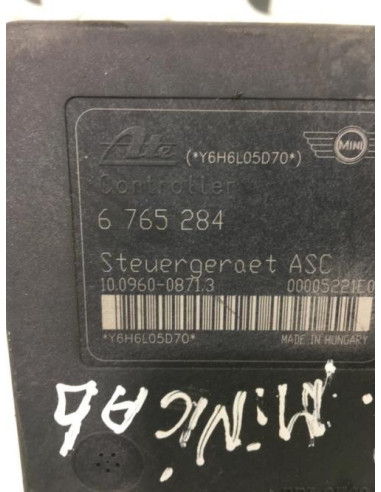 Ate (*Y6H6L05D70*) MINI
Controller
6 765 284
Steuergeraet ASC
10.0960-0871.3 00005221E0
*Y6H6L05D70* MADE IN HUNGARY
MiNi